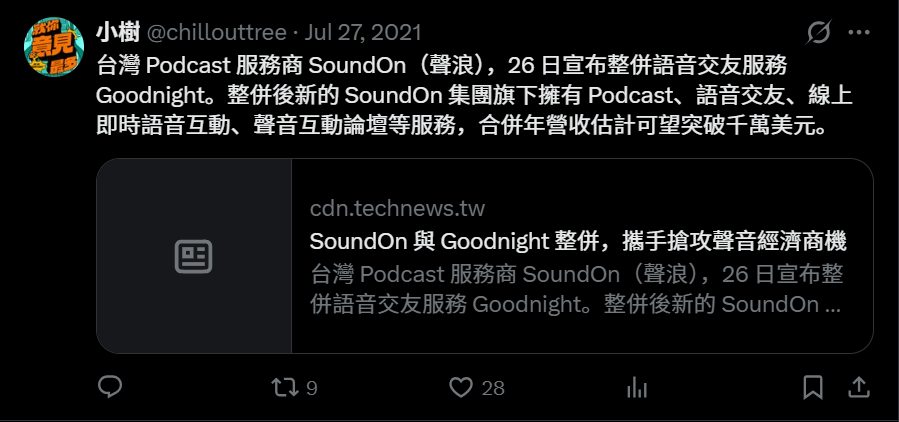 我你
意見
最多
小樹 @chillouttree · Jul 27, 2021
台灣 Podcast 服務商 SoundOn（聲浪），26 日宣布整併語音交友服務
Goodnight。整併後新的 SoundOn 集團旗下擁有 Podcast、語音交友、線上
即時語音互動、聲音互動論壇等服務，合併年營收估計可望突破千萬美元。
cdn.technews.tw
SoundOn 與 Goodnight 整併，攜手搶攻聲音經濟商機
台灣 Podcast 服務商 SoundOn（聲浪），26 日宣布整
併語音交友服務 Goodnight。整併後新的 SoundOn ...
9
28